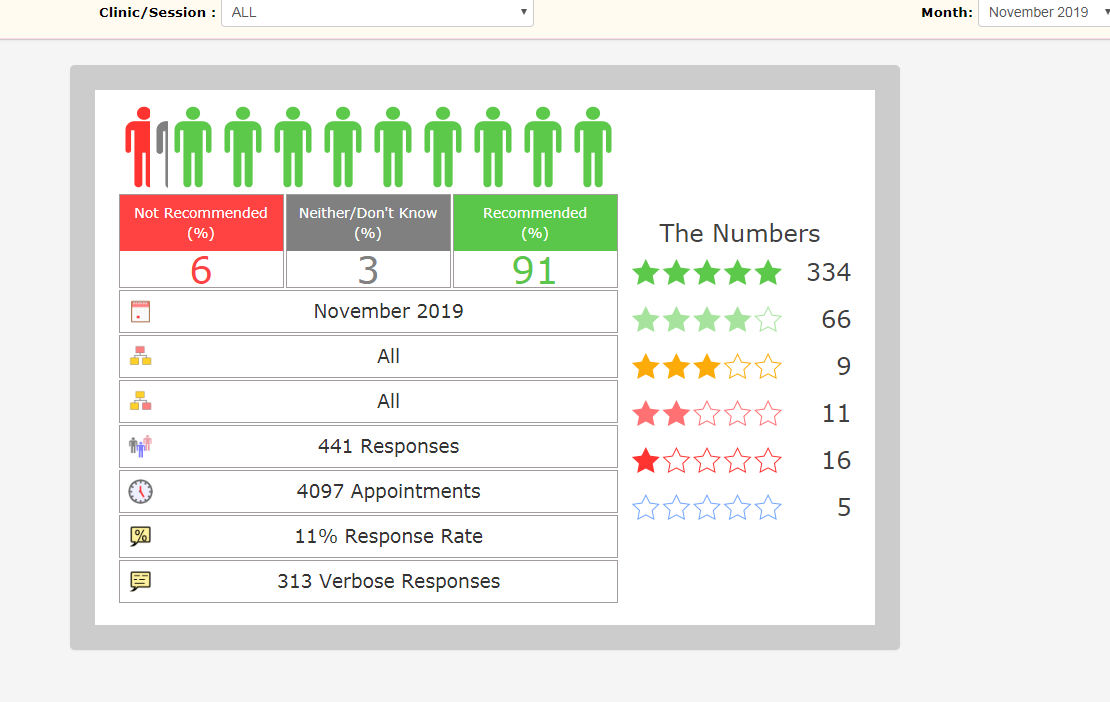 Clinic/Session : ALL Month: November 2019
Not Recommended (%)
Neither/Don't Know (%)
Recommended (%)
6 3 91
November 2019
All
All
441 Responses
4097 Appointments
11% Response Rate
313 Verbose Responses
The Numbers
334
66
9
11
16
5